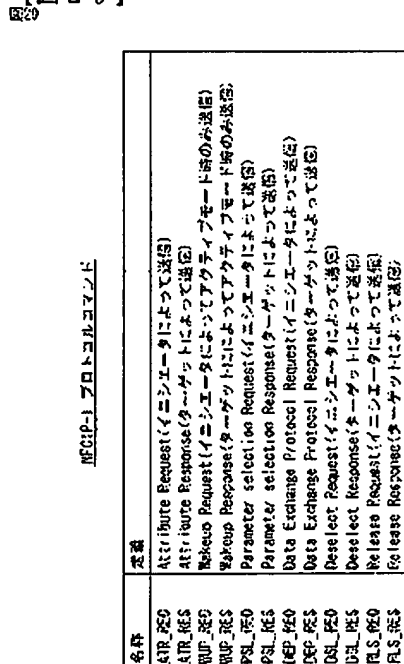 図29
NFCIP-1 プロトコルコマンド
名称 定義
ATR_REQ Attribute Request(イニシエータによって送信)
ATR_RES Attribute Response(ターゲットによって送信)
WUP_REQ Wakeup Request(イニシエータによってアクティブモード時のみ送信)
WUP_RES Wakeup Response(ターゲットにによってアクティブモード時のみ送信)
PSL_REQ Parameter selection Request(イニシエータによって送信)
PSL_RES Parameter selection Response(ターゲットによって送信)
DEP_REQ Data Exchange Protocol Request(イニシエータによって送信)
DEP_RES Data Exchange Protocol Response(ターゲットによって送信)
DSL_REQ Deselect Request(イニシエータによって送信)
DSL_RES Deselect Response(ターゲットによって送信)
RLS_REQ Release Request(イニシエータによって送信)
RLS_RES Release Response(ターゲットによって送信)